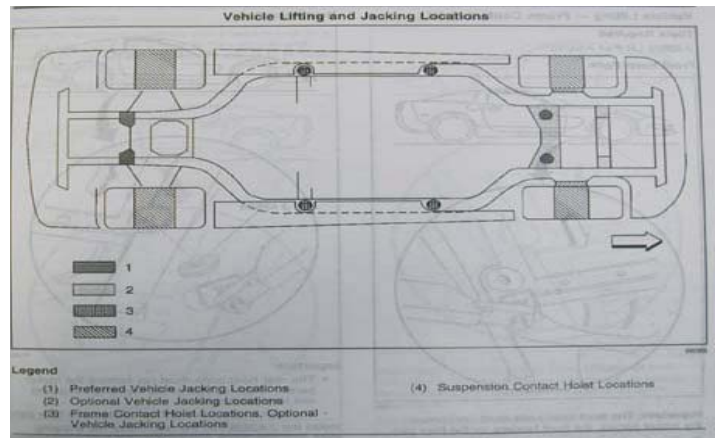 Vehicle Lifting and Jacking Locations
1
2
3
4
Legend
(1) Preferred Vehicle Jacking Locations
(2) Optional Vehicle Jacking Locations
(3) Frame Contact Hoist Locations, Optional -
Vehicle Jacking Locations
(4) Suspension Contact Hoist Locations